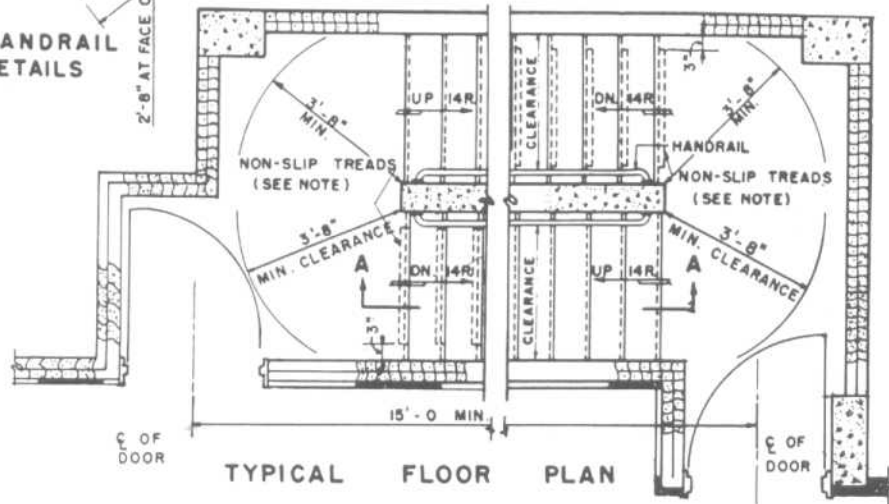 ANDRAIL
ETAILS
2'-8" AT FACE O
3'-8"
MIN.
UP 14R.
CLEARANCE
DN. 14R.
3"
3'-8"
MIN.
HANDRAIL
NON-SLIP TREADS
(SEE NOTE)
NON-SLIP TREADS
(SEE NOTE)
3'-8"
MIN. CLEARANCE
3'-8"
MIN. CLEARANCE
A
DN. 14R.
CLEARANCE
UP 14R.
A
3"
15'-0 MIN.
℄ OF
DOOR
℄ OF
DOOR
TYPICAL FLOOR PLAN